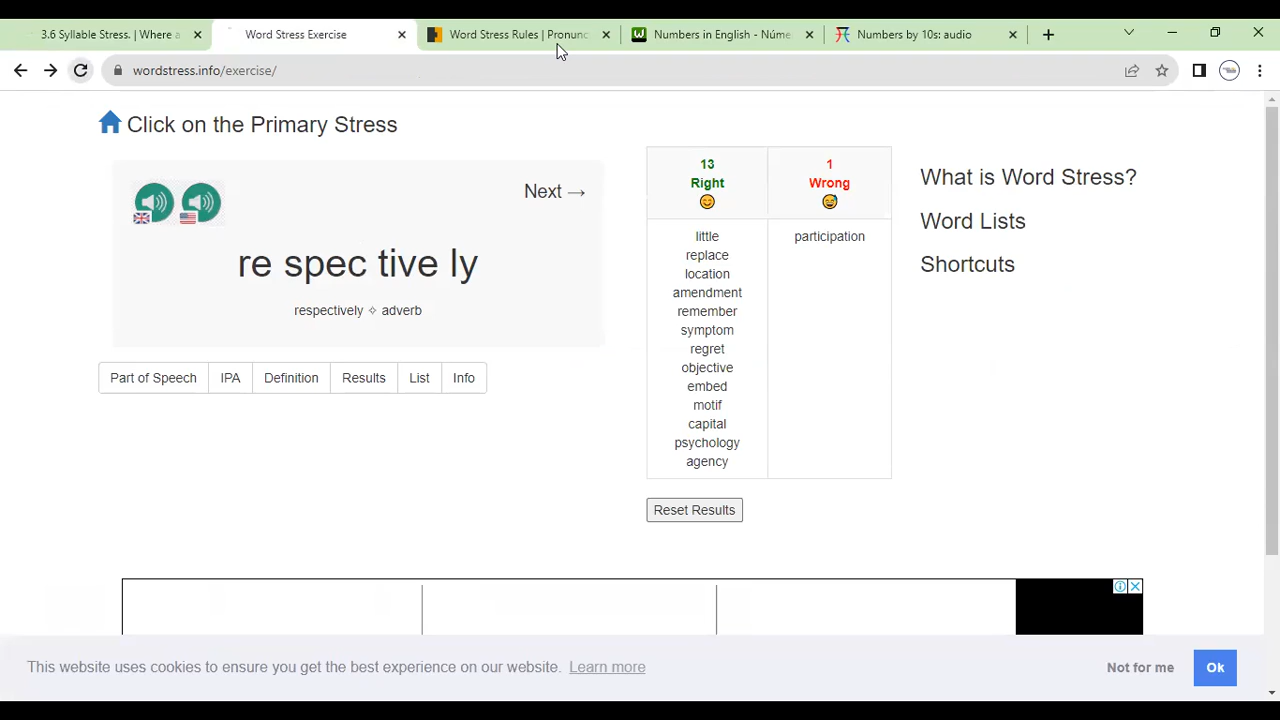 3.6 Syllable Stress. | Where a
Word Stress Exercise
Word Stress Rules | Pronunc
Numbers in English - Núme
Numbers by 10s: audio
wordstress.info/exercise/
Click on the Primary Stress
Next →
re spec tive ly
respectively ✧ adverb
Part of Speech
IPA
Definition
Results
List
Info
13
Right
1
Wrong
little
replace
location
amendment
remember
symptom
regret
objective
embed
motif
capital
psychology
agency
participation
Reset Results
What is Word Stress?
Word Lists
Shortcuts
This website uses cookies to ensure you get the best experience on our website. Learn more
Not for me
Ok